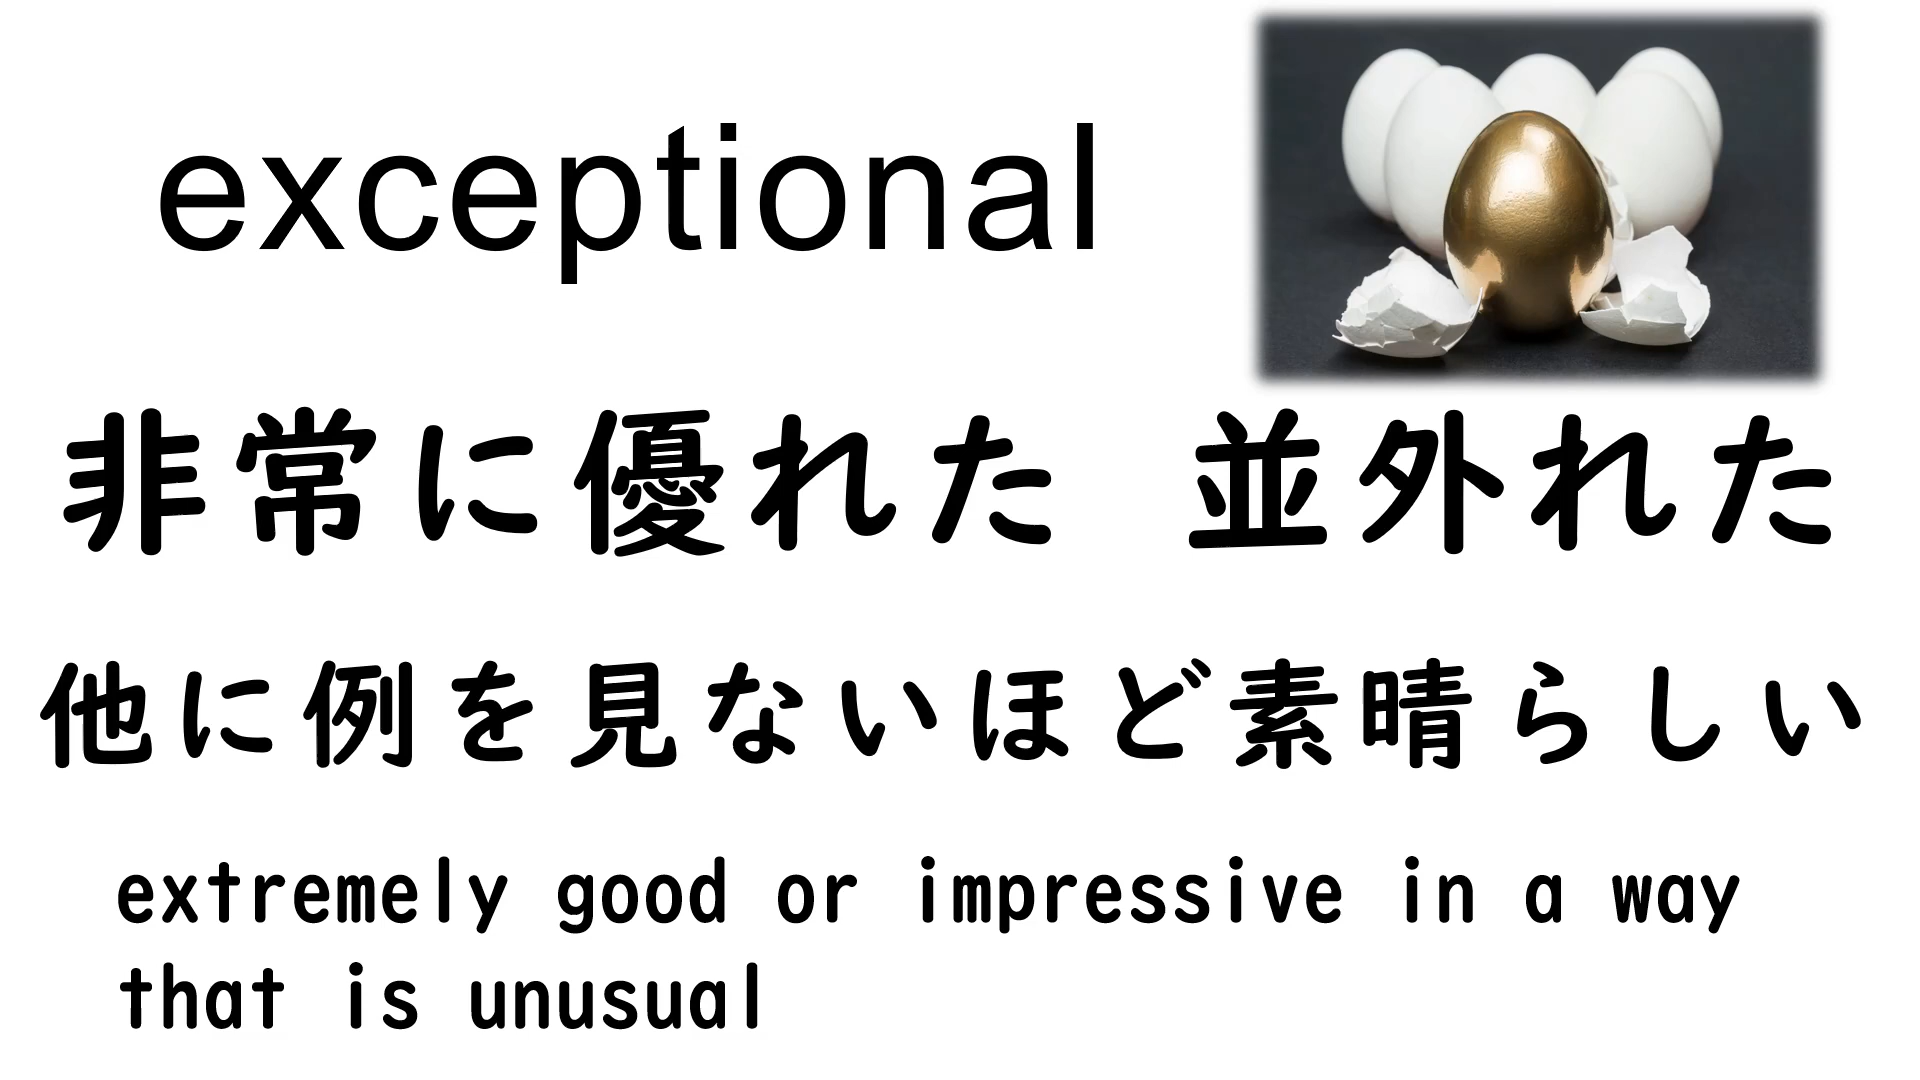 exceptional
非常に優れた 並外れた
他に例を見ないほど素晴らしい
extremely good or impressive in a way
that is unusual